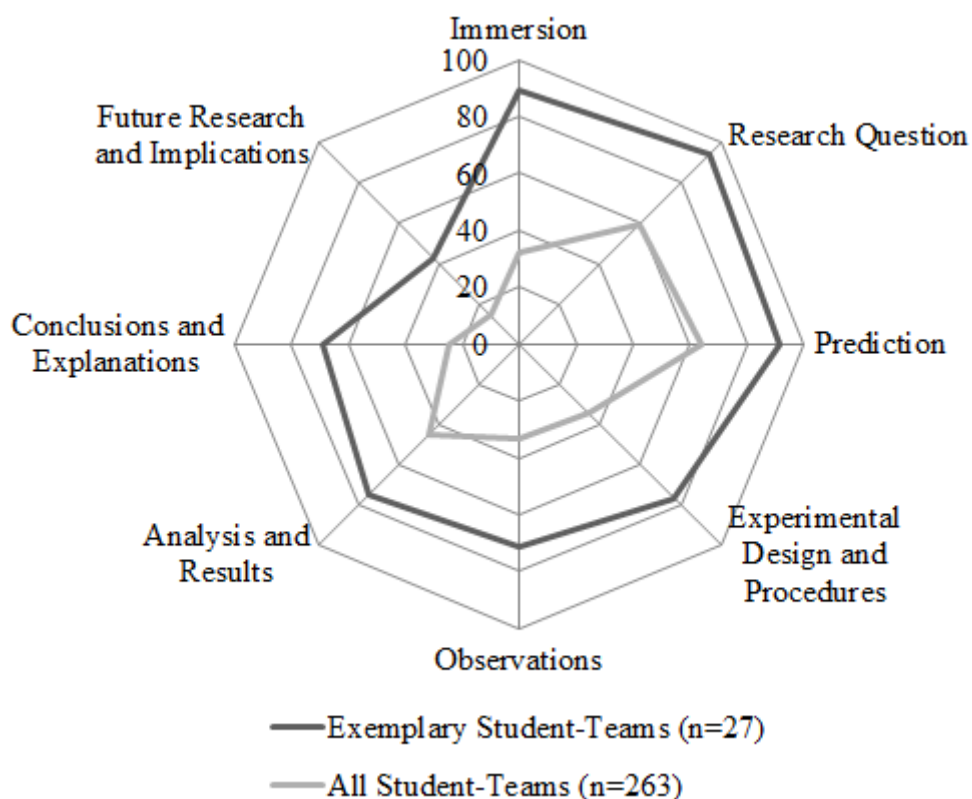 Immersion
100
80
60
40
20
0
Future Research
and Implications
Research Question
Conclusions and
Explanations
Prediction
Analysis and
Results
Experimental
Design and
Procedures
Observations
Exemplary Student-Teams (n=27)
All Student-Teams (n=263)